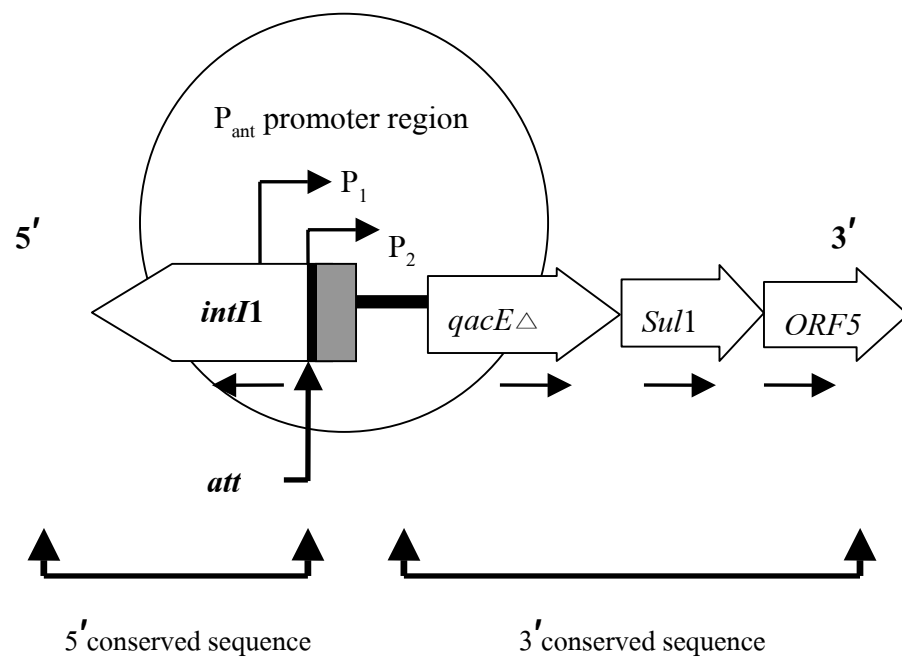 P_ant promoter region
P_1
5′
P_2
3′
intI1
qacE△
Sul1
ORF5
att
5′conserved sequence
3′conserved sequence